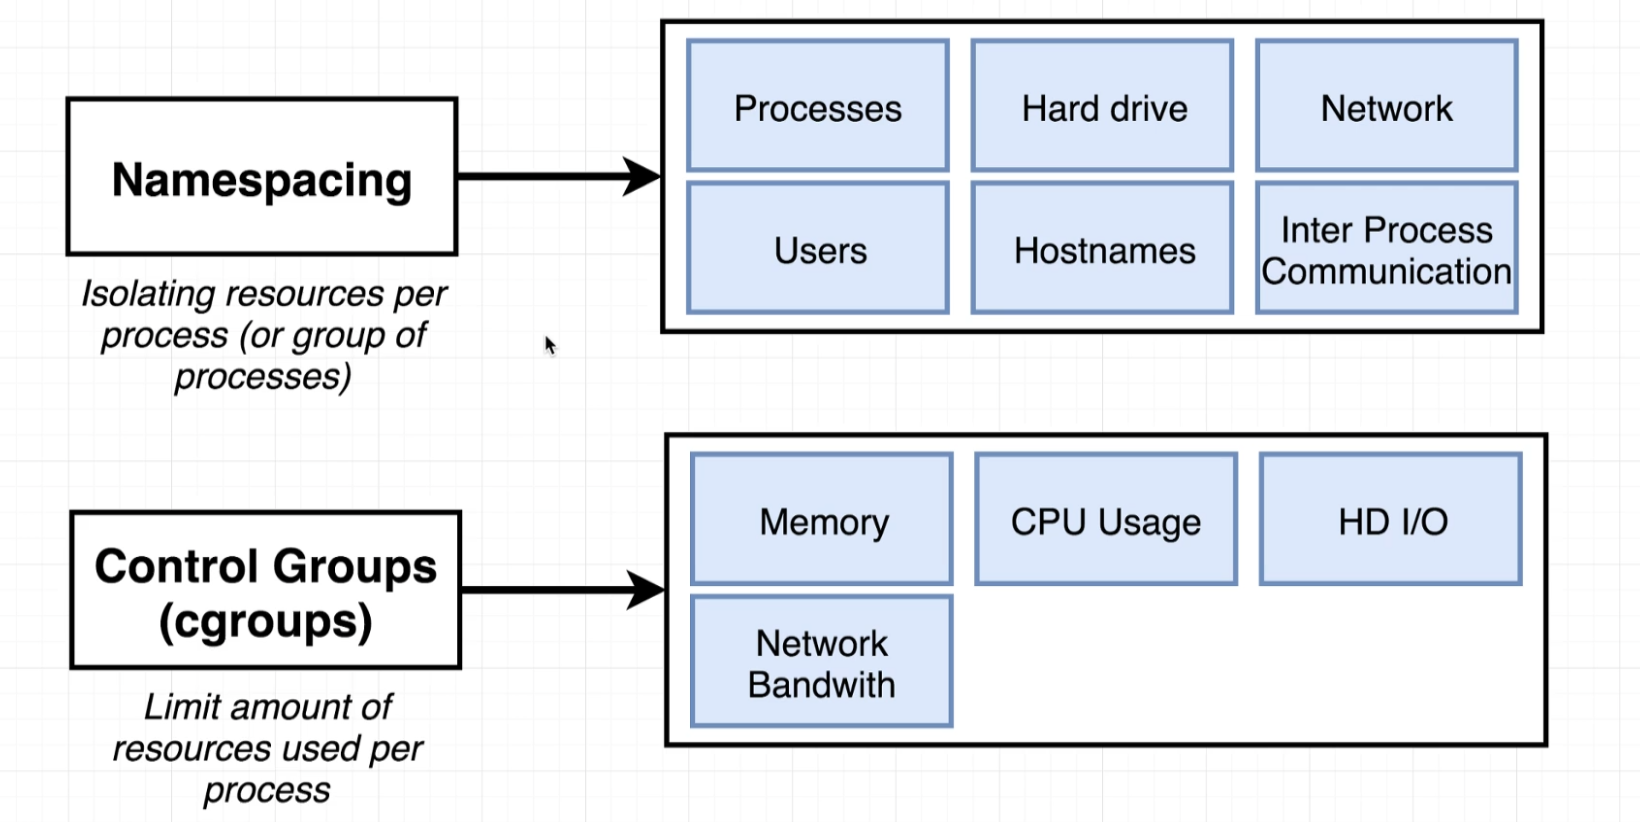 Namespacing
Isolating resources per
process (or group of
processes)
Processes
Hard drive
Network
Users
Hostnames
Inter Process
Communication
Control Groups
(cgroups)
Limit amount of
resources used per
process
Memory
CPU Usage
HD I/O
Network
Bandwith